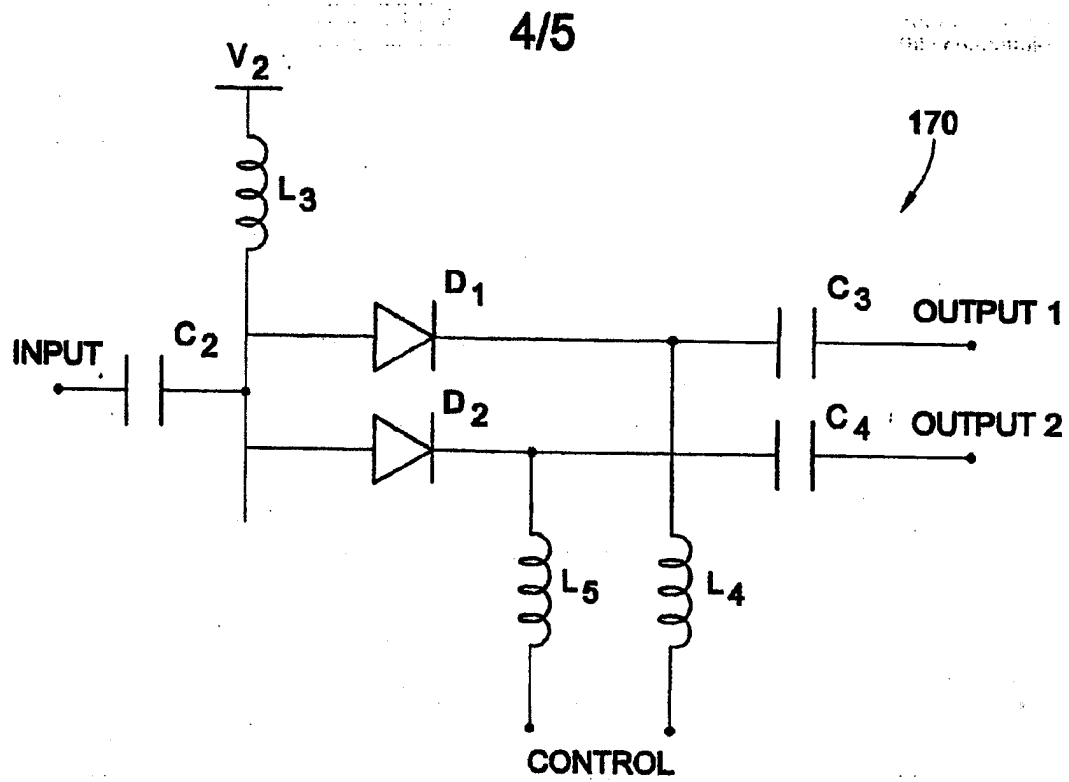 4/5
V2
170
L3
D1
C3
OUTPUT 1
C2
INPUT
D2
C4
OUTPUT 2
L5
L4
CONTROL